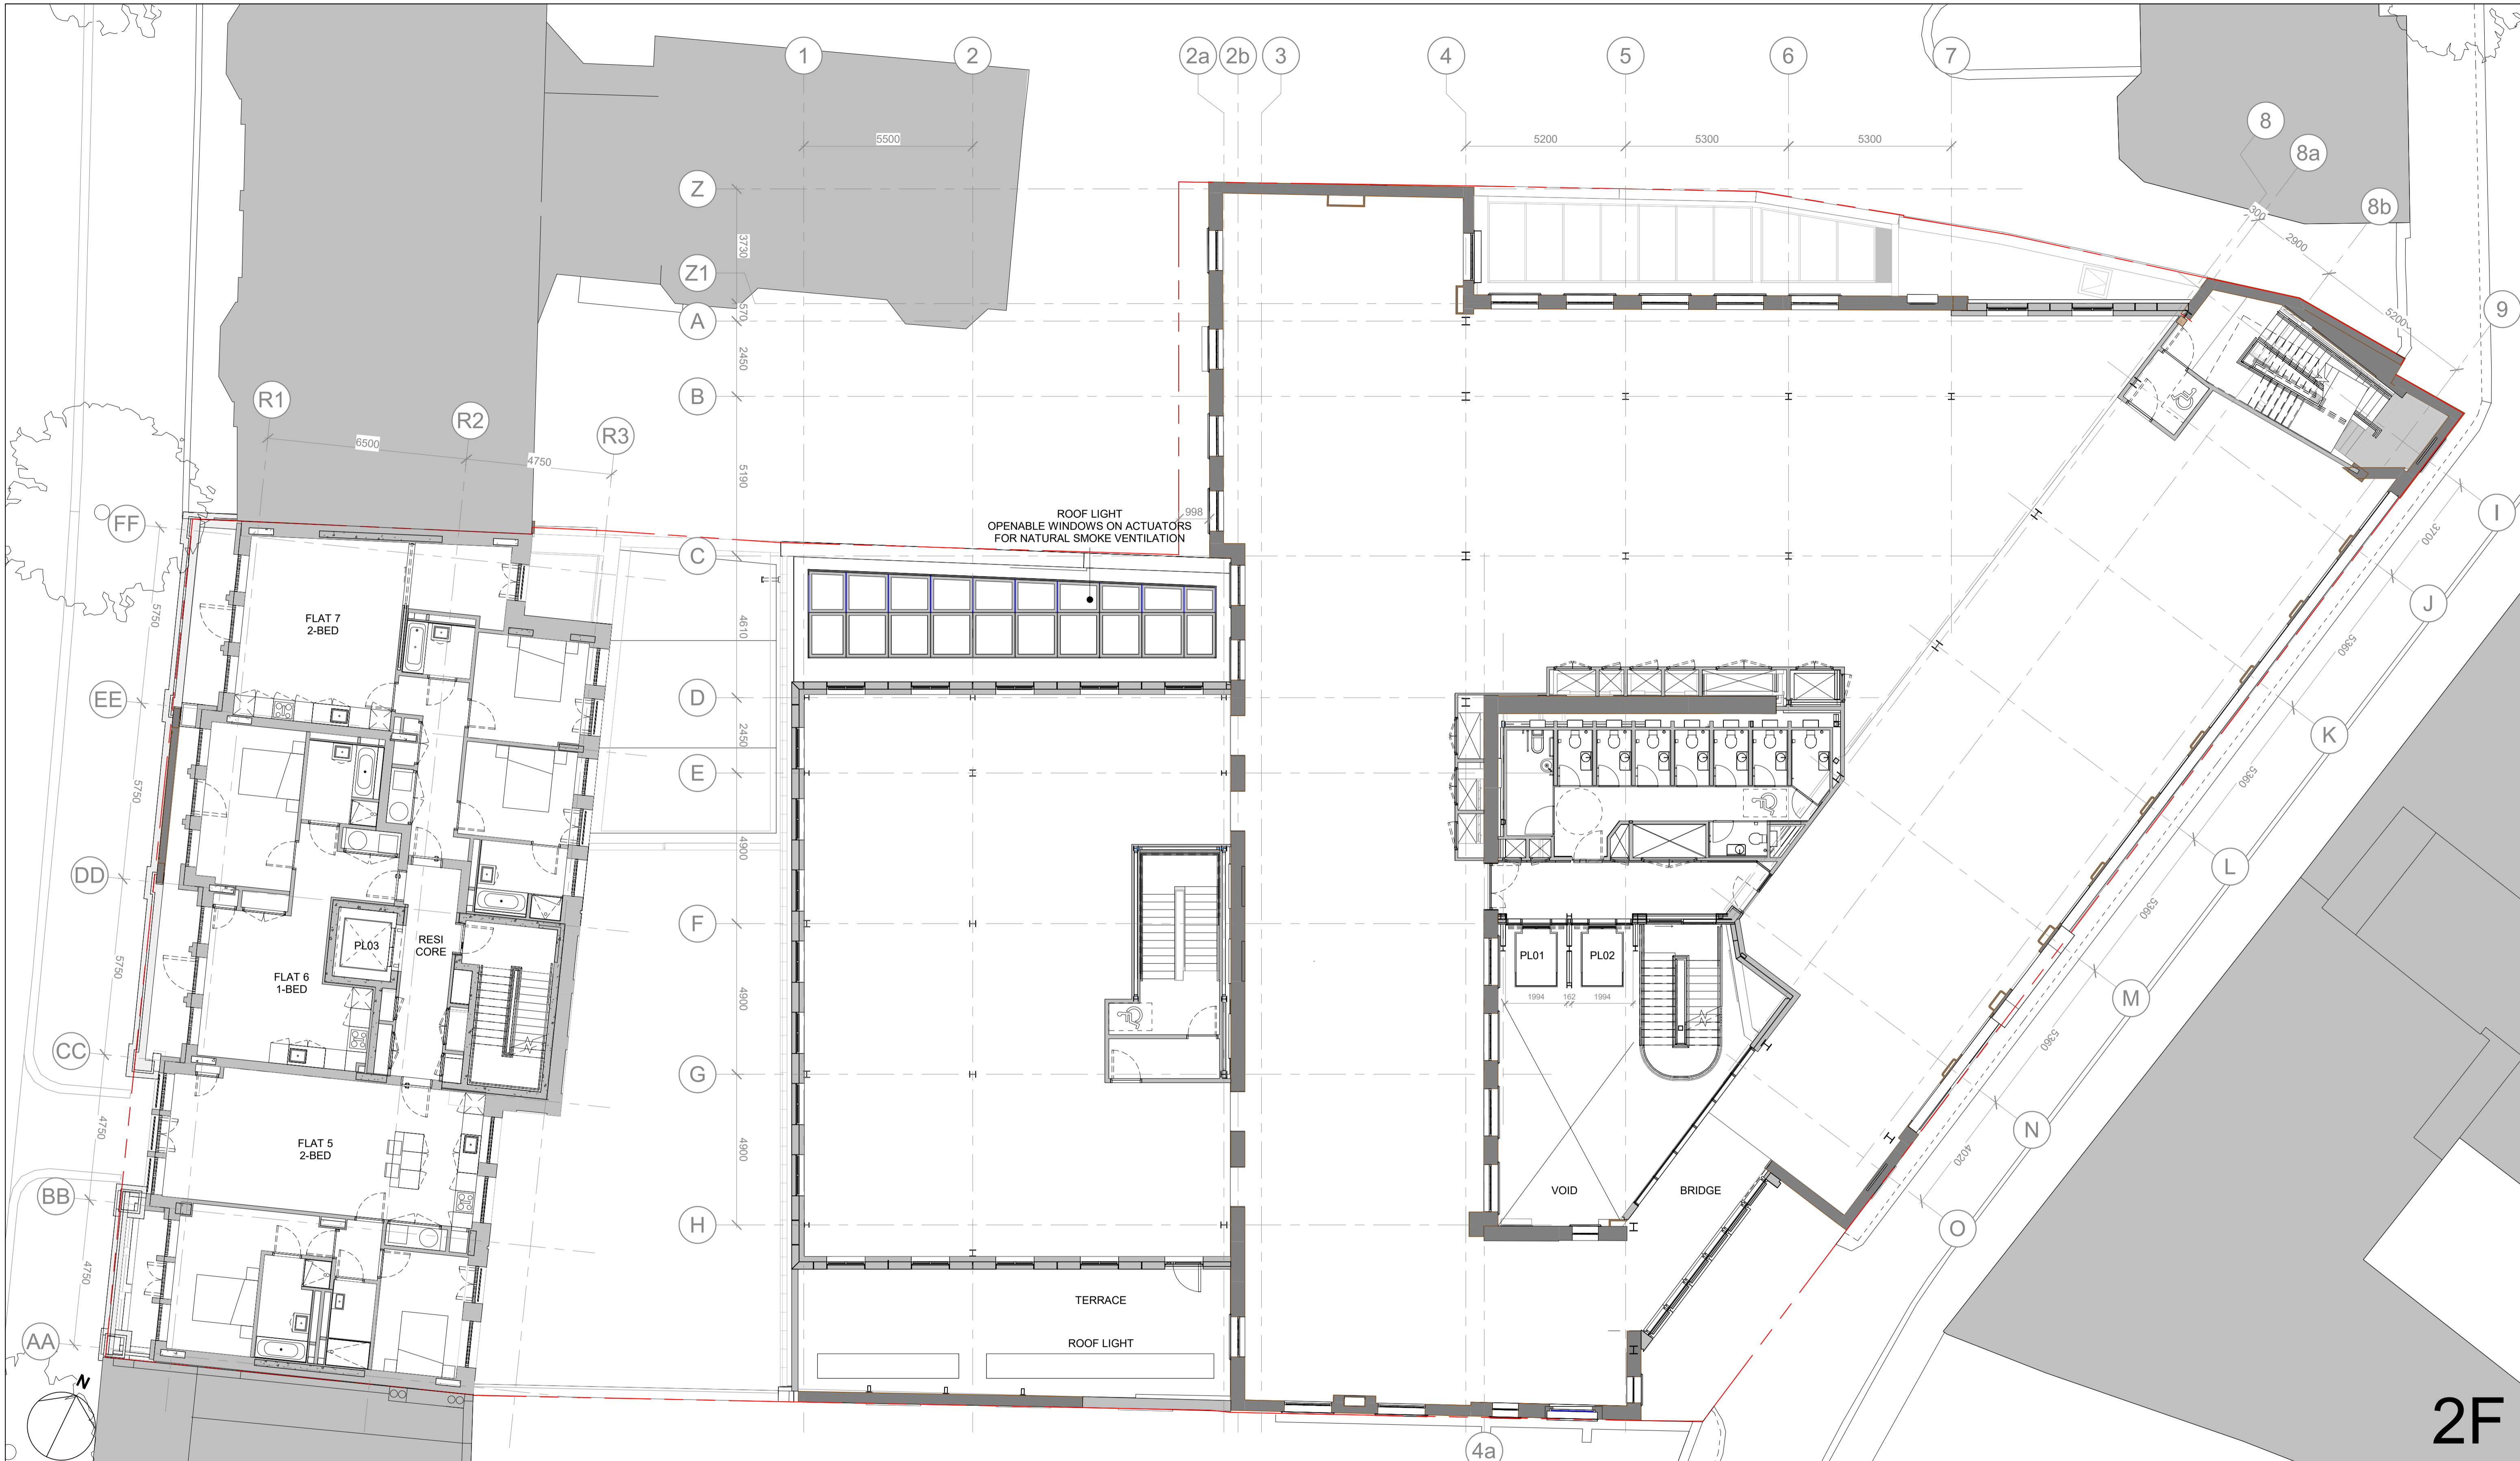 1
2
2a
2b
3
4
5
6
7
8
8a
8b
9
5500
5200
5300
5300
300
2900
5200
Z
3730
Z1
570
A
2450
B
5190
C
4610
D
2450
E
4900
F
4900
G
4900
H
R1
R2
R3
6500
4750
FF
5750
EE
5750
DD
5750
CC
4750
BB
4750
AA
998
ROOF LIGHT
OPENABLE WINDOWS ON ACTUATORS
FOR NATURAL SMOKE VENTILATION
I
3700
J
5360
K
5360
L
5360
M
5360
N
4020
O
FLAT 7
2-BED
PL03
RESI
CORE
FLAT 6
1-BED
FLAT 5
2-BED
PL01
PL02
1994
162
1994
VOID
BRIDGE
TERRACE
ROOF LIGHT
4a
N
2F